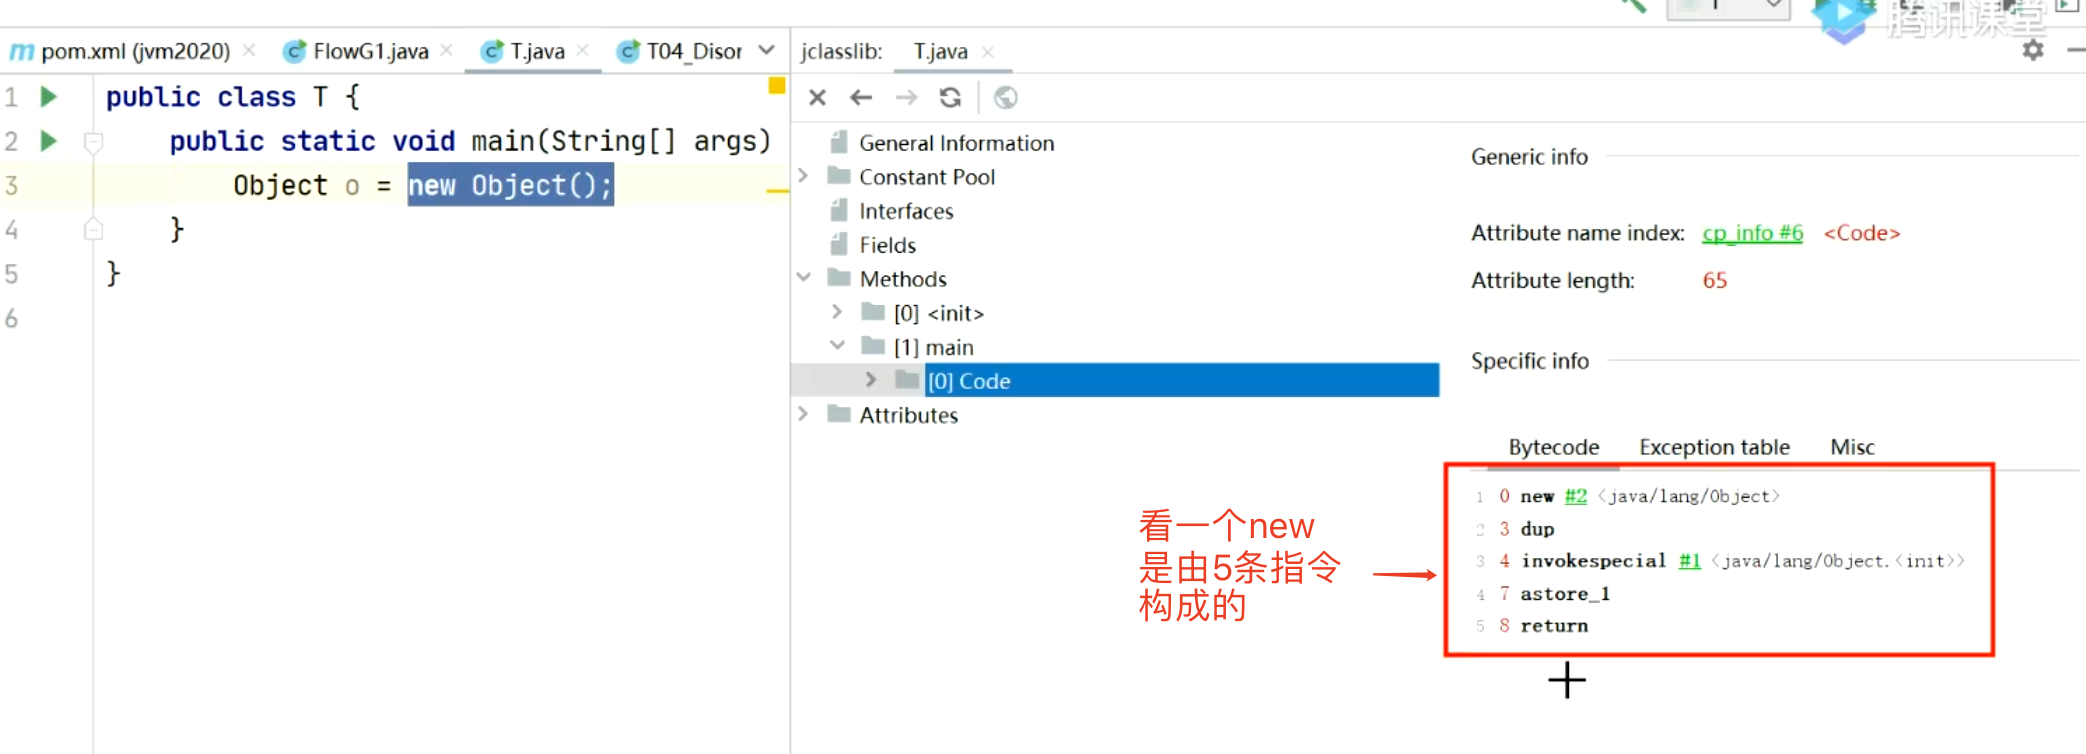 腾讯课堂
pom.xml (jvm2020)
FlowG1.java
T.java
T04_Disor
jclasslib:
T.java
1 public class T {
2 public static void main(String[] args)
3 Object o = new Object();
4 }
5 }
6
General Information
Constant Pool
Interfaces
Fields
Methods
[0] <init>
[1] main
[0] Code
Attributes
Generic info
Attribute name index: cp_info #6 <Code>
Attribute length: 65
Specific info
Bytecode Exception table Misc
1 0 new #2 <java/lang/Object>
2 3 dup
3 4 invokespecial #1 <java/lang/Object.<init>>
4 7 astore_1
5 8 return
看一个new
是由5条指令
构成的